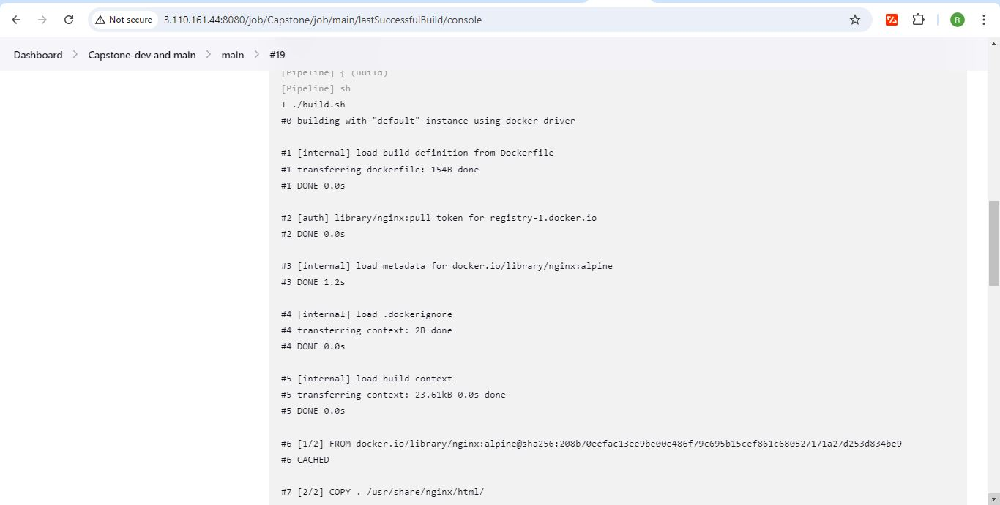 Not secure 3.110.161.44:8080/job/Capstone/job/main/lastSuccessfulBuild/console R
Dashboard > Capstone-dev and main > main > #19
[Pipeline] { (Build)
[Pipeline] sh
+ ./build.sh
#0 building with "default" instance using docker driver
#1 [internal] load build definition from Dockerfile
#1 transferring dockerfile: 154B done
#1 DONE 0.0s
#2 [auth] library/nginx:pull token for registry-1.docker.io
#2 DONE 0.0s
#3 [internal] load metadata for docker.io/library/nginx:alpine
#3 DONE 1.2s
#4 [internal] load .dockerignore
#4 transferring context: 2B done
#4 DONE 0.0s
#5 [internal] load build context
#5 transferring context: 23.61kB 0.0s done
#5 DONE 0.0s
#6 [1/2] FROM docker.io/library/nginx:alpine@sha256:208b70eefac13ee9be00e486f79c695b15cef861c680527171a27d253d834be9
#6 CACHED
#7 [2/2] COPY . /usr/share/nginx/html/